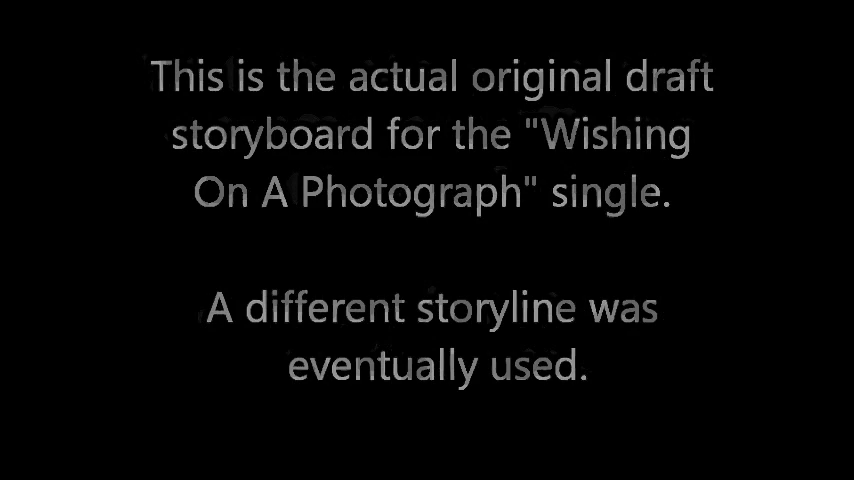 This is the actual original draft
storyboard for the "Wishing
On A Photograph" single.
A different storyline was
eventually used.